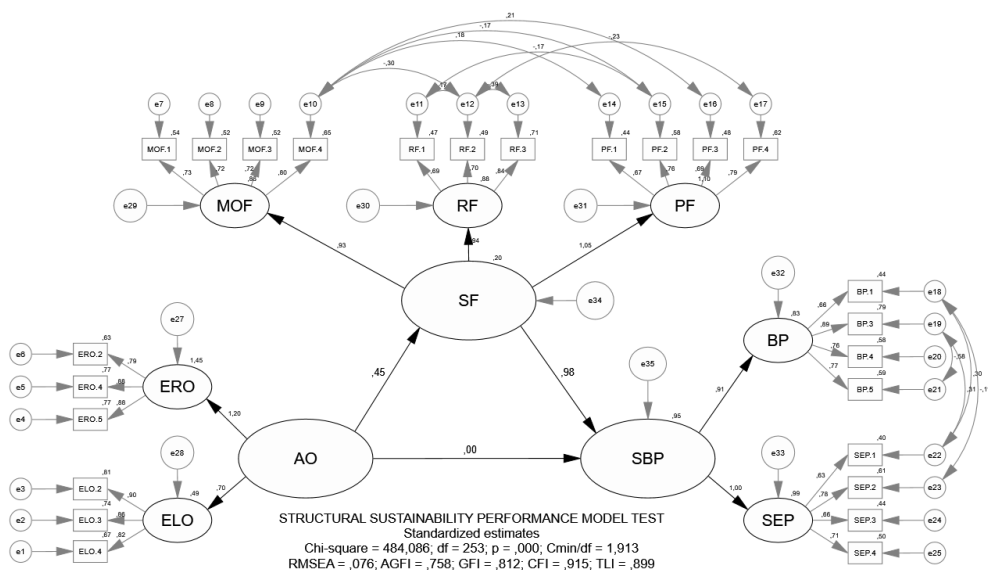 ,21
-,17
,16 -,17 -,23
-,30
e7 e8 e9 e10 e11 e12 e13 e14 e15 e16 e17
,54 ,52 ,52 ,65 ,47 ,49 ,71 ,44 ,58 ,48 ,62
MOF.1 MOF.2 MOF.3 MOF.4 RF.1 RF.2 RF.3 PF.1 PF.2 PF.3 PF.4
,73 ,72 ,72 ,80 ,69 ,70 ,84 ,67 ,76 ,79
,88 1,10
e29 MOF e30 RF e31 PF
,93 ,94 1,05
,20
SF e34
e32
,44
BP.1 e18
,66 ,79
,83 ,89 BP.3 e19
BP ,76 ,58
BP.4 e20
-,58
,77 ,59
BP.5 e21
,30
,31
e27
,63
e6 ERO.2 ,79
1,45
,77
e5 ERO.4 ,88 ERO
,77
e4 ERO.5 ,88
1,20
,45 ,98
e35
,91
,95
AO ,00 SBP
e28
,81
e3 ELO.2 ,90
,70
,74 ,49
e2 ELO.3 ,86 ELO
,67
e1 ELO.4 ,82
e33
1,00
,40
SEP.1 e22
,63 ,61
,99 ,78 SEP.2 e23
SEP ,66 ,44
SEP.3 e24
,71 ,50
SEP.4 e25
STRUCTURAL SUSTAINABILITY PERFORMANCE MODEL TEST
Standardized estimates
Chi-square = 484,086; df = 253; p = ,000; Cmin/df = 1,913
RMSEA = ,076; AGFI = ,758; GFI = ,812; CFI = ,915; TLI = ,899